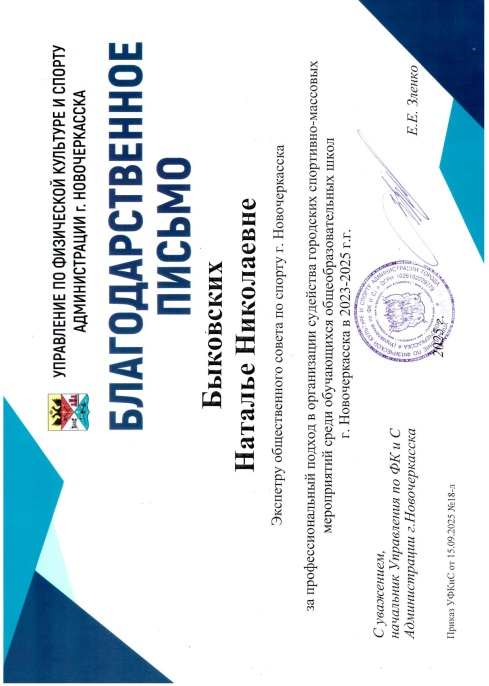 УПРАВЛЕНИЕ ПО ФИЗИЧЕСКОЙ КУЛЬТУРЕ И СПОРТУ
АДМИНИСТРАЦИИ г. НОВОЧЕРКАССКА
БЛАГОДАРСТВЕННОЕ
ПИСЬМО
Быковских
Наталье Николаевне
Экспетру общественного совета по спорту г. Новочеркасска
за профессиональный подход в организации судейства городских спортивно-массовых
мероприятий среди обучающихся общеобразовательных школ
г. Новочеркасска в 2023-2025 г.г.
С уважением,
начальник Управления по ФК и С
Администрации г.Новочеркасска
Е.Е. Зленко
2025 г.
Приказ УФКиС от 15.09.2025 №18-л